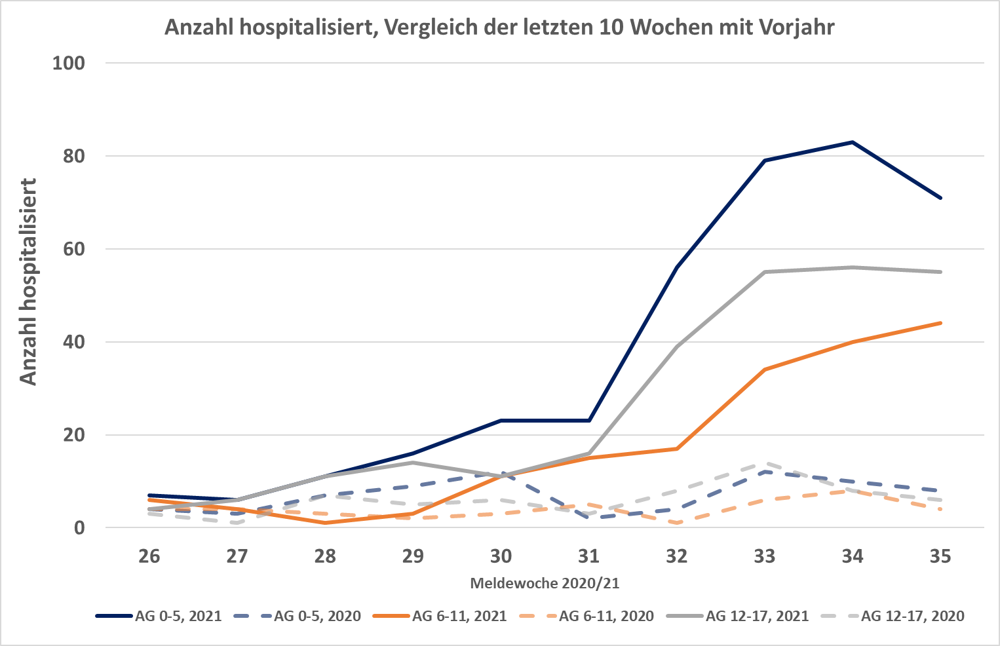 Anzahl hospitalisiert, Vergleich der letzten 10 Wochen mit Vorjahr
Anzahl hospitalisiert
100
80
60
40
20
0
26 27 28 29 30 31 32 33 34 35
Meldewoche 2020/21
AG 0-5, 2021 AG 0-5, 2020 AG 6-11, 2021 AG 6-11, 2020 AG 12-17, 2021 AG 12-17, 2020